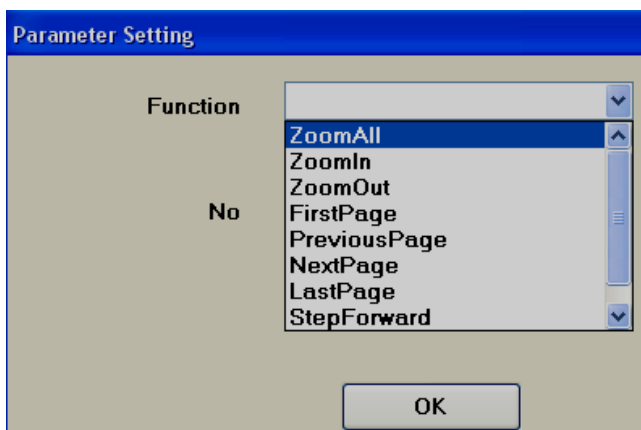 Parameter Setting
Function
ZoomAll
ZoomIn
ZoomOut
No
FirstPage
PreviousPage
NextPage
LastPage
StepForward
OK